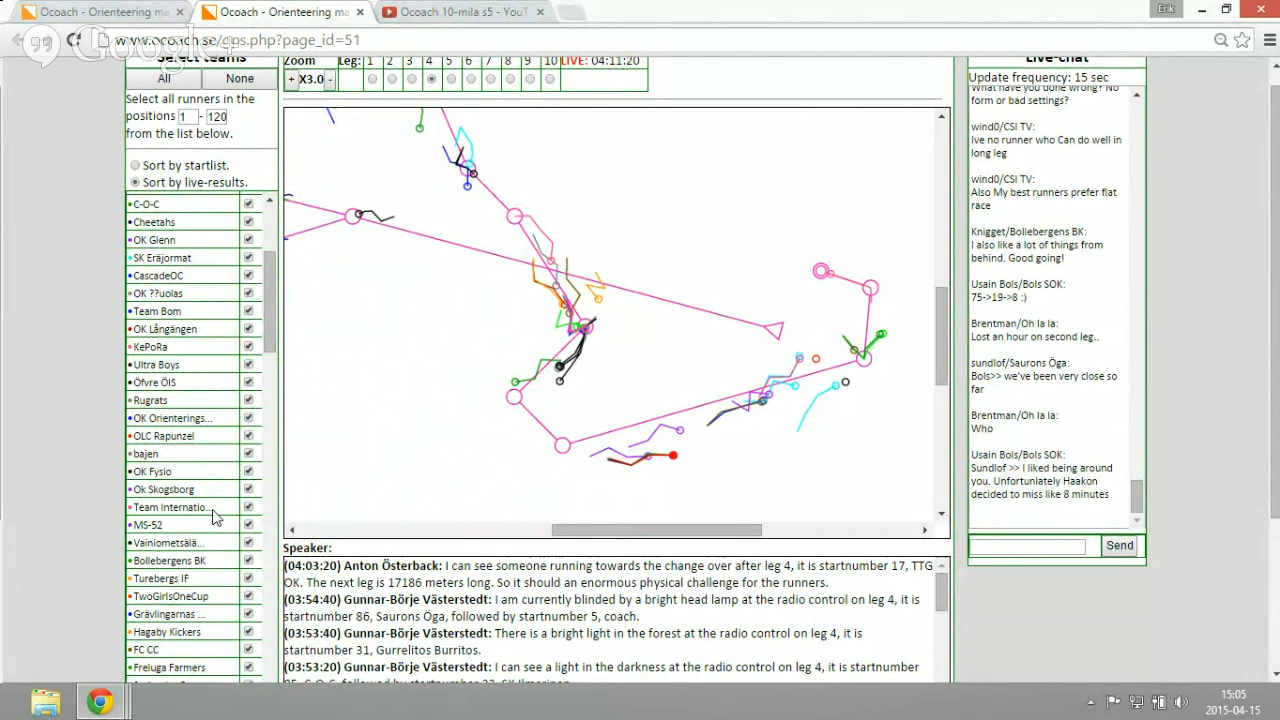 Ocoach - Orienteering ma
Ocoach - Orienteering ma
Ocoach 10-mila s5 - YouT
Erik
www.ocoach.se/cps.php?page_id=51
Google+
Select teams
All
None
Select all runners in the
positions 1 - 120
from the list below.
Sort by startlist.
Sort by live-results.
C-O-C
Cheetahs
OK Glenn
SK Eräjormat
CascadeOC
OK ??uolas
Team Bom
OK Långängen
KePoRa
Ultra Boys
Öfvre ÖIS
Rugrats
OK Orienterings...
OLC Rapunzel
bajen
OK Fysio
Ok Skogsborg
Team Internatio...
MS-52
Vainiometsälä...
Bollebergens BK
Turebergs IF
TwoGirlsOneCup
Grävlingarnas ...
Hagaby Kickers
FC CC
Freluga Farmers
Zoom Leg: 1 2 3 4 5 6 7 8 9 10 LIVE: 04:11:20
+ X3.0 -
Speaker:
(04:03:20) Anton Österback: I can see someone running towards the change over after leg 4, it is startnumber 17, TTG
OK. The next leg is 17186 meters long. So it should an enormous physical challenge for the runners.
(03:54:40) Gunnar-Börje Västerstedt: I am currently blinded by a bright head lamp at the radio control on leg 4, it is
startnumber 86, Saurons Öga, followed by startnumber 5, coach.
(03:53:40) Gunnar-Börje Västerstedt: There is a bright light in the forest at the radio control on leg 4, it is
startnumber 31, Gurrelitos Burritos.
(03:53:20) Gunnar-Börje Västerstedt: I can see a light in the darkness at the radio control on leg 4, it is startnumber
Live-chat
Update frequency: 15 sec
What have you done wrong? No
form or bad settings?
wind0/CSI TV:
Ive no runner who Can do well in
long leg
wind0/CSI TV:
Also My best runners prefer flat
race
Knigget/Bollebergens BK:
I also like a lot of things from
behind. Good going!
Usain Bols/Bols SOK:
75->19->8 :)
Brentman/Oh la la:
Lost an hour on second leg..
sundlof/Saurons Öga:
Bols>> we've been very close so
far
Brentman/Oh la la:
Who
Usain Bols/Bols SOK:
Sundlof >> I liked being around
you. Unfortunlately Haakon
decided to miss like 8 minutes
Send
15:05
2015-04-15